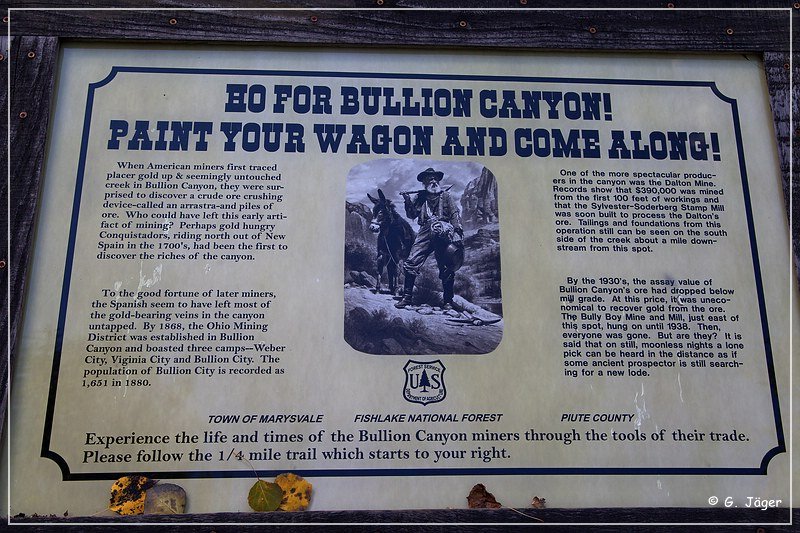 HO FOR BULLION CANYON!
PAINT YOUR WAGON AND COME ALONG!
When American miners first traced
placer gold up & seemingly untouched
creek in Bullion Canyon, they were sur-
prised to discover a crude ore crushing
device-called an arrastra-and piles of
ore. Who could have left this early arti-
fact of mining? Perhaps gold hungry
Conquistadors, riding north out of New
Spain in the 1700's, had been the first to
discover the riches of the canyon.
To the good fortune of later miners,
the Spanish seem to have left most of
the gold-bearing veins in the canyon
untapped. By 1868, the Ohio Mining
District was established in Bullion
Canyon and boasted three camps--Weber
City, Viginia City and Bullion City. The
population of Bullion City is recorded as
1,651 in 1880.
One of the more spectacular produc-
ers in the canyon was the Dalton Mine.
Records show that $390,000 was mined
from the first 100 feet of workings and
that the Sylvester-Soderberg Stamp Mill
was soon built to process the Dalton's
ore. Tailings and foundations from this
operation still can be seen on the south
side of the creek about a mile down-
stream from this spot.
By the 1930's, the assay value of
Bullion Canyon's ore had dropped below
mill grade. At this price, it was uneco-
nomical to recover gold from the ore.
The Bully Boy Mine and Mill, just east of
this spot, hung on until 1938. Then,
everyone was gone. But are they? It is
said that on still, moonless nights a lone
pick can be heard in the distance as if
some ancient prospector is still search-
ing for a new lode.
FOREST SERVICE
U S
DEPARTMENT OF AGRICULTURE
TOWN OF MARYSVALE FISHLAKE NATIONAL FOREST PIUTE COUNTY
Experience the life and times of the Bullion Canyon miners through the tools of their trade.
Please follow the 1/4 mile trail which starts to your right.
© G. Jäger